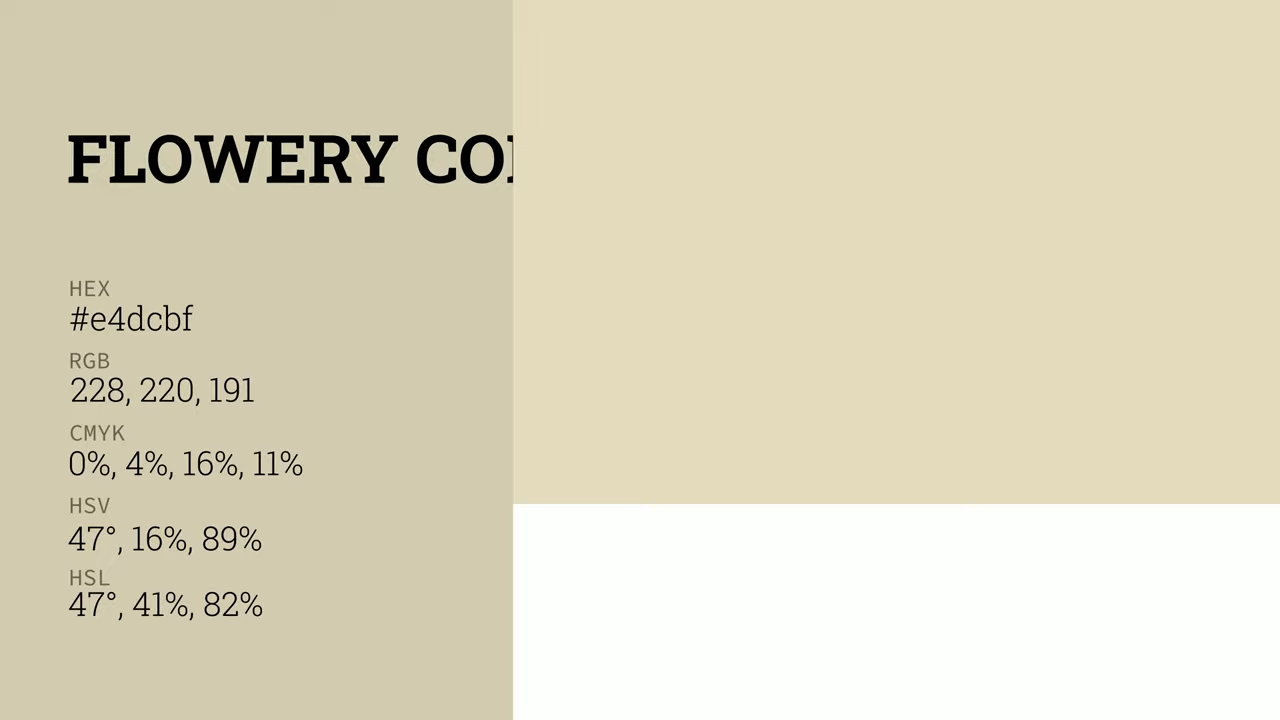 FLOWERY CO
HEX
#e4dcbf
RGB
228, 220, 191
CMYK
0%, 4%, 16%, 11%
HSV
47°, 16%, 89%
HSL
47°, 41%, 82%